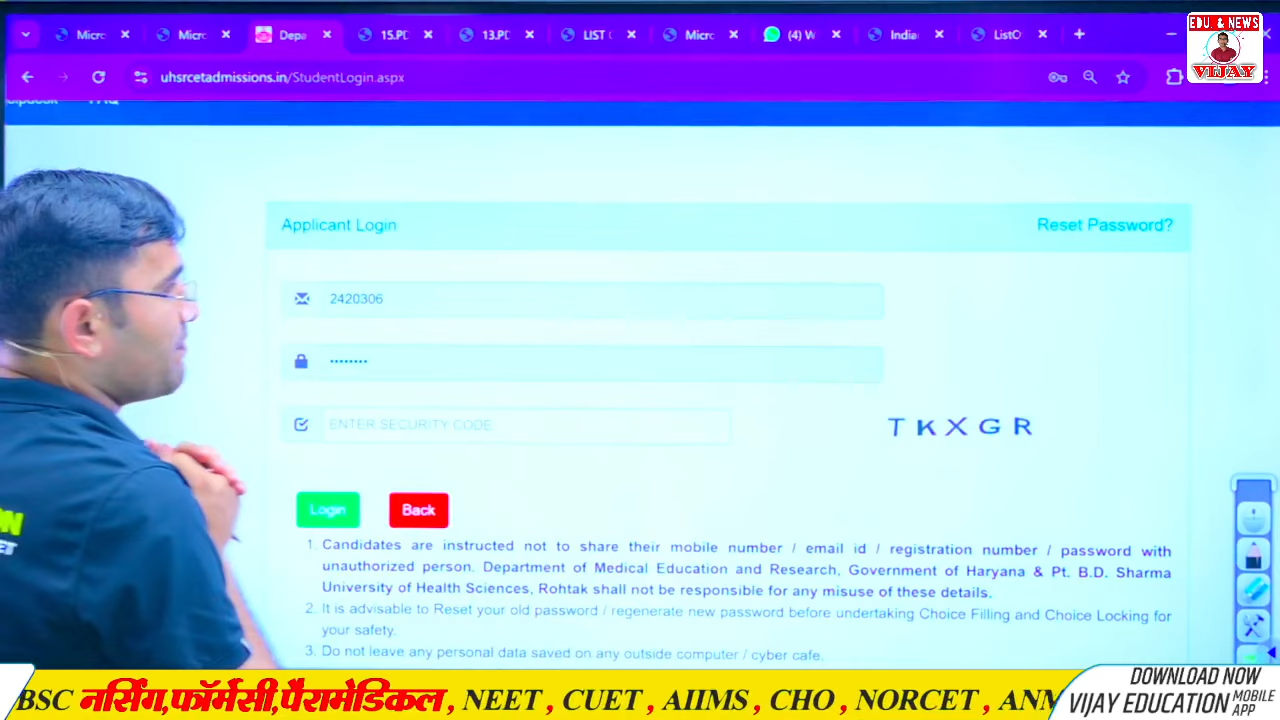 Micro
Micro
Depa
15.PD
13.PD
LIST (
Micro
(4) W
India
ListO
EDU. & NEWS
VIJAY
uhsrcetadmissions.in/StudentLogin.aspx
FAQ
Applicant Login
Reset Password?
2420306
ENTER SECURITY CODE
T K X G R
Login
Back
1. Candidates are instructed not to share their mobile number / email id / registration number / password with
unauthorized person. Department of Medical Education and Research, Government of Haryana & Pt. B.D. Sharma
University of Health Sciences, Rohtak shall not be responsible for any misuse of these details.
2. It is advisable to Reset your old password / regenerate new password before undertaking Choice Filling and Choice Locking for
your safety.
3. Do not leave any personal data saved on any outside computer / cyber cafe.
BSC नर्सिंग,फॉर्मेसी,पैरामेडिकल , NEET , CUET , AIIMS , CHO , NORCET , ANM
DOWNLOAD NOW
VIJAY EDUCATION MOBILE APP